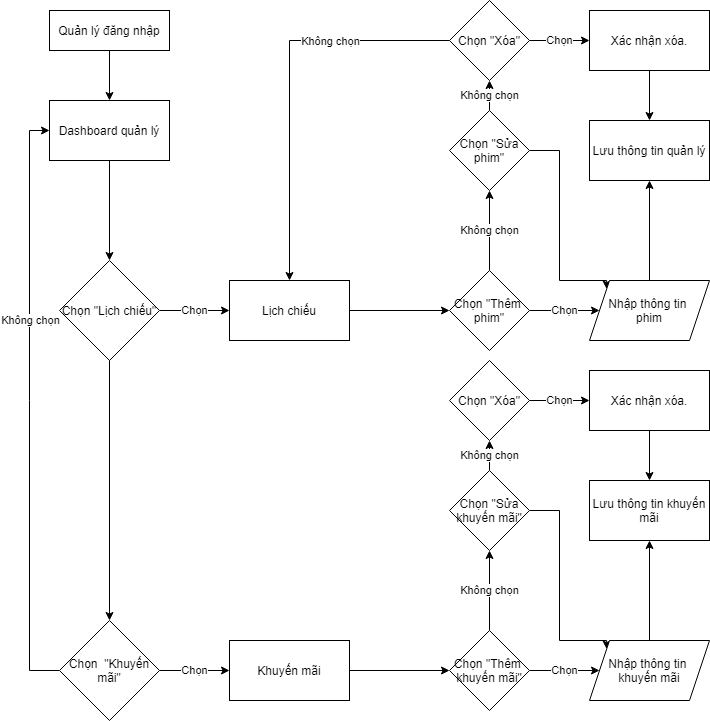 Quản lý đăng nhập
Dashboard quản lý
Chọn "Lịch chiếu"
Chọn
Không chọn
Lịch chiếu
Không chọn
Chọn "Xóa"
Chọn
Xác nhận xóa.
Không chọn
Chọn "Sửa
phim"
Lưu thông tin quản lý
Không chọn
Chọn "Thêm
phim"
Chọn
Nhập thông tin
phim
Chọn "Xóa"
Chọn
Xác nhận xóa.
Không chọn
Chọn "Sửa
khuyến mãi"
Lưu thông tin khuyến
mãi
Không chọn
Chọn "Khuyến
mãi"
Chọn
Khuyến mãi
Chọn "Thêm
khuyến mãi"
Chọn
Nhập thông tin
khuyến mãi